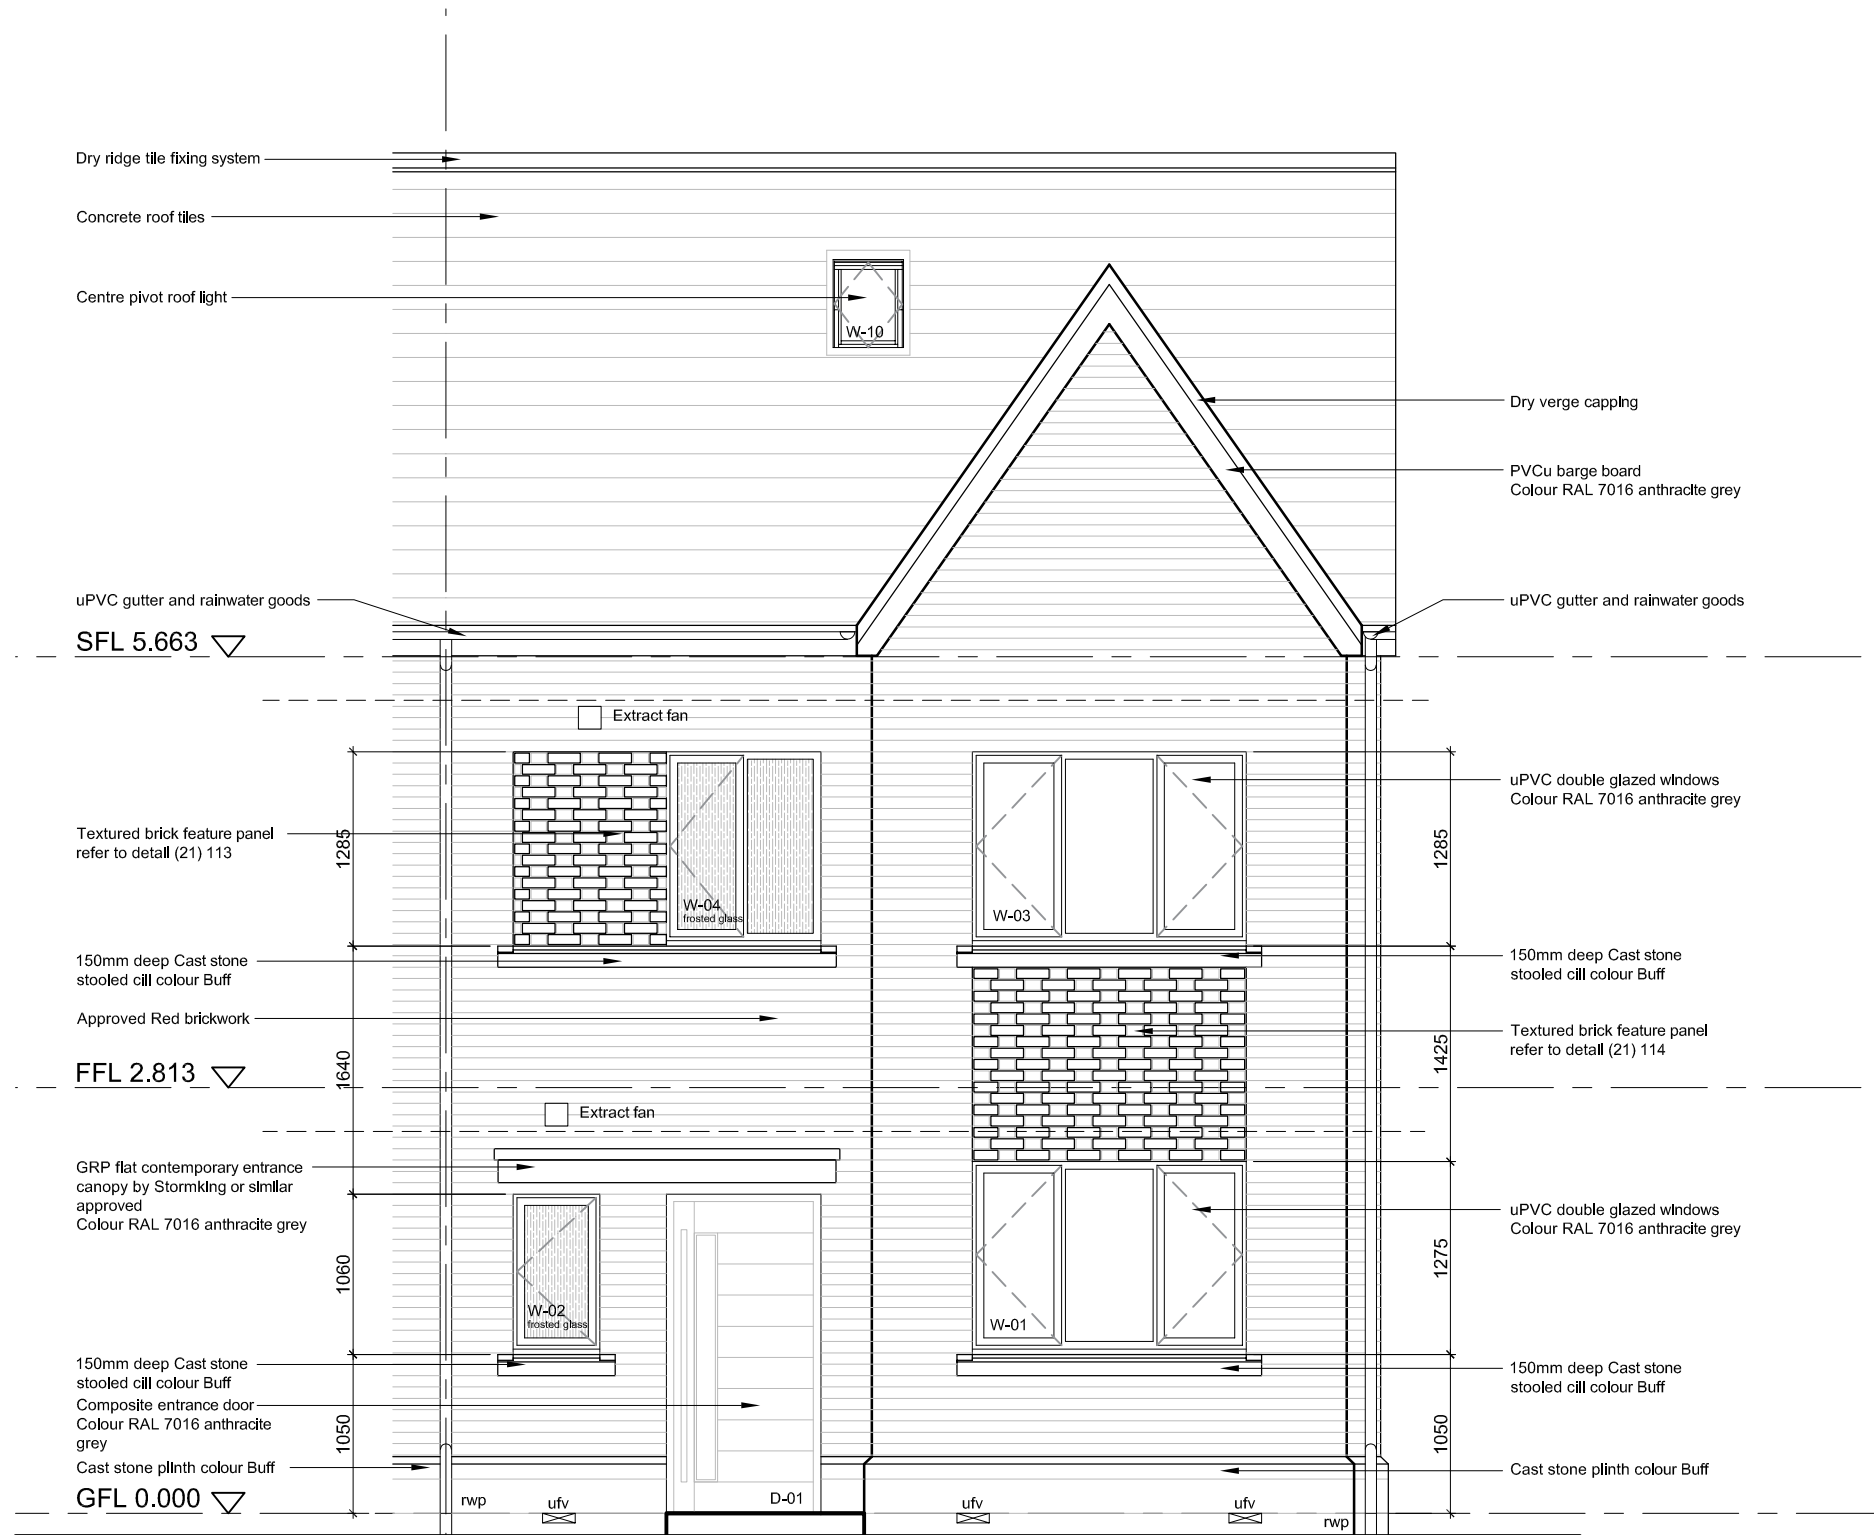 Dry ridge tile fixing system
Concrete roof tiles
Centre pivot roof light
W-10
Dry verge capping
PVCu barge board
Colour RAL 7016 anthracite grey
uPVC gutter and rainwater goods
uPVC gutter and rainwater goods
SFL 5.663
Extract fan
uPVC double glazed windows
Colour RAL 7016 anthracite grey
Textured brick feature panel
refer to detail (21) 113
1285
1285
W-04
frosted glass
W-03
150mm deep Cast stone
stooled cill colour Buff
150mm deep Cast stone
stooled cill colour Buff
Approved Red brickwork
Textured brick feature panel
refer to detail (21) 114
1640
1425
FFL 2.813
Extract fan
GRP flat contemporary entrance
canopy by Stormking or similar
approved
Colour RAL 7016 anthracite grey
uPVC double glazed windows
Colour RAL 7016 anthracite grey
1060
1275
W-02
frosted glass
W-01
150mm deep Cast stone
stooled cill colour Buff
150mm deep Cast stone
stooled cill colour Buff
Composite entrance door
Colour RAL 7016 anthracite
grey
1050
1050
Cast stone plinth colour Buff
Cast stone plinth colour Buff
GFL 0.000
rwp
ufv
D-01
ufv
ufv
rwp